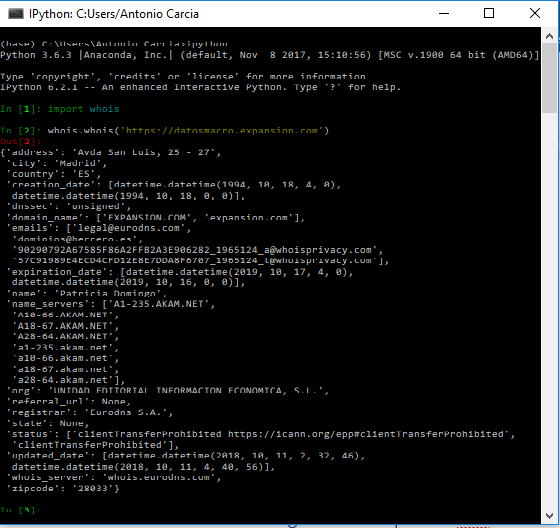 IPython: C:Users/Antonio Carcia
(base) C:\Users\Antonio Carcia>ipython
Python 3.6.3 |Anaconda, Inc.| (default, Nov  8 2017, 15:10:56) [MSC v.1900 64 bit (AMD64)]
Type 'copyright', 'credits' or 'license' for more information
IPython 6.2.1 -- An enhanced Interactive Python. Type '?' for help.
In [1]: import whois
In [2]: whois.whois('https://datosmacro.expansion.com')
Out[2]:
{'address': 'Avda San Luis, 25 - 27',
'city': 'Madrid',
'country': 'ES',
'creation_date': [datetime.datetime(1994, 10, 18, 4, 0),
datetime.datetime(1994, 10, 18, 0, 0)],
'dnssec': 'unsigned',
'domain_name': ['EXPANSION.COM', 'expansion.com'],
'emails': ['legal@eurodns.com',
'dominios@herrero.es',
'90290792A67585F86A2FFB2A3E906282_1965124_a@whoisprivacy.com',
'57C91989E4ECD4CFD12E8E7DDA8F6767_1965124_t@whoisprivacy.com'],
'expiration_date': [datetime.datetime(2019, 10, 17, 4, 0),
datetime.datetime(2019, 10, 16, 0, 0)],
'name': 'Patricia Domingo',
'name_servers': ['A1-235.AKAM.NET',
'A10-66.AKAM.NET',
'A18-67.AKAM.NET',
'A28-64.AKAM.NET',
'a1-235.akam.net',
'a10-66.akam.net',
'a18-67.akam.net',
'a28-64.akam.net'],
'org': 'UNIDAD EDITORIAL INFORMACION ECONOMICA, S.L.',
'referral_url': None,
'registrar': 'Eurodns S.A.',
'state': None,
'status': ['clientTransferProhibited https://icann.org/epp#clientTransferProhibited',
'clientTransferProhibited'],
'updated_date': [datetime.datetime(2018, 10, 11, 2, 32, 46),
datetime.datetime(2018, 10, 11, 4, 40, 56)],
'whois_server': 'whois.eurodns.com',
'zipcode': '28033'}
In [3]: